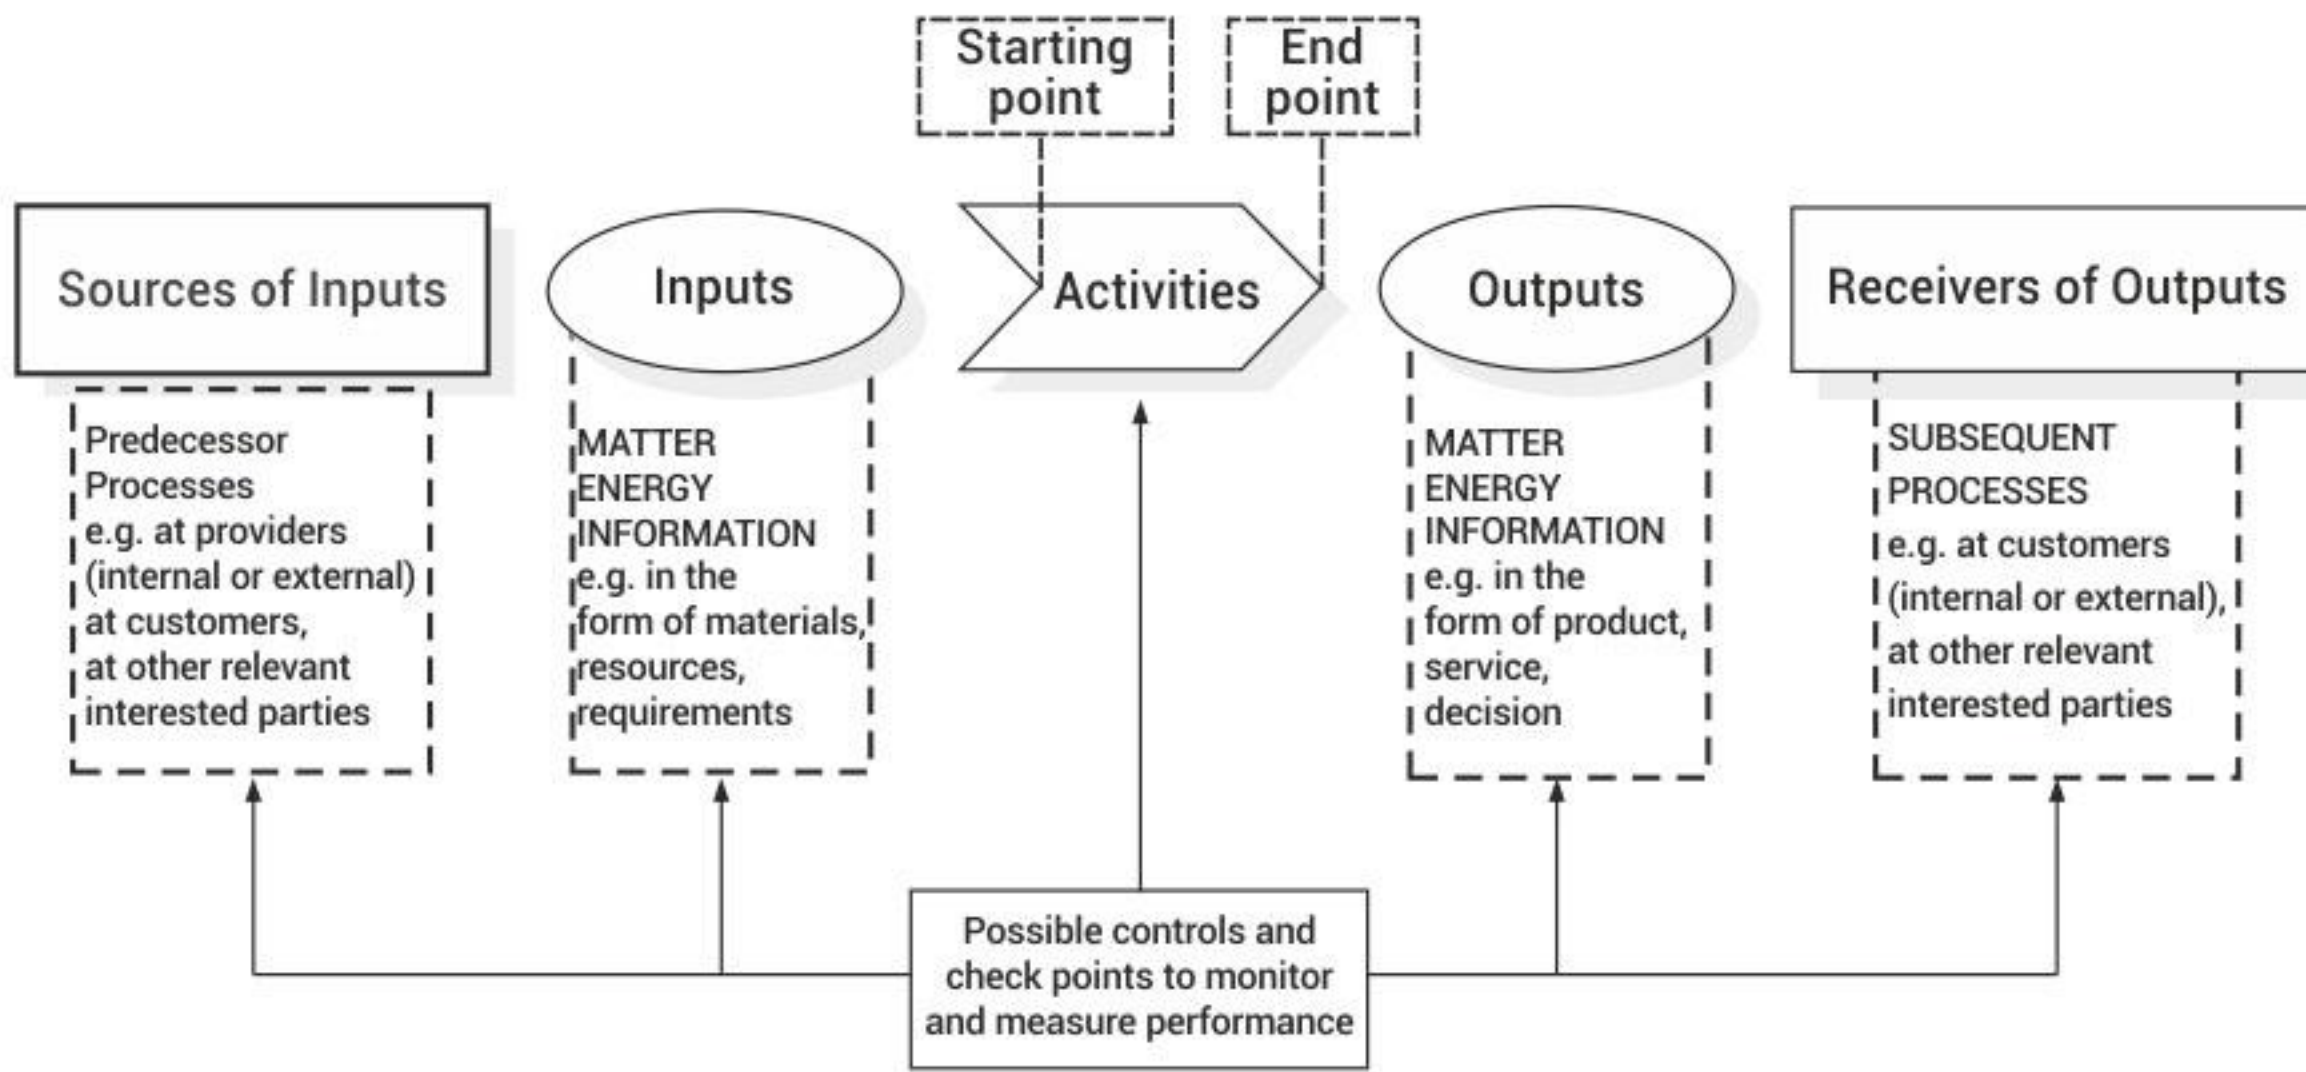 Starting
point
End
point
Sources of Inputs
Inputs
Activities
Outputs
Receivers of Outputs
Predecessor
Processes
e.g. at providers
(internal or external)
at customers,
at other relevant
interested parties
MATTER
ENERGY
INFORMATION
e.g. in the
form of materials,
resources,
requirements
MATTER
ENERGY
INFORMATION
e.g. in the
form of product,
service,
decision
SUBSEQUENT
PROCESSES
e.g. at customers
(internal or external),
at other relevant
interested parties
Possible controls and
check points to monitor
and measure performance